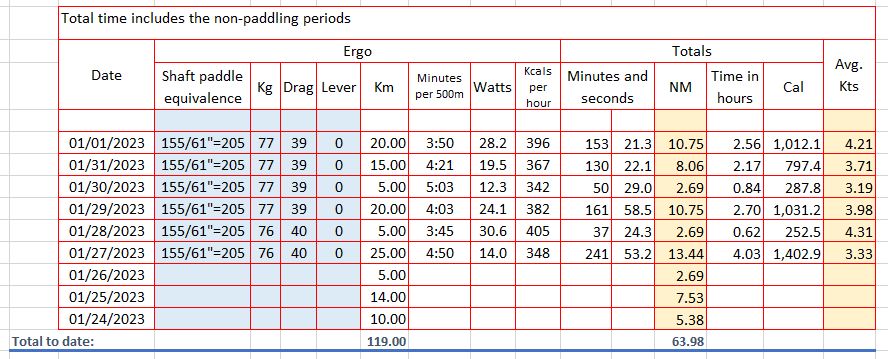 Total time includes the non-paddling periods
Ergo Totals
Date Shaft paddle equivalence Kg Drag Lever Km Minutes per 500m Watts Kcals per hour Minutes and seconds NM Time in hours Cal Avg. Kts
01/01/2023 155/61"=205 77 39 0 20.00 3:50 28.2 396 153 21.3 10.75 2.56 1,012.1 4.21
01/31/2023 155/61"=205 77 39 0 15.00 4:21 19.5 367 130 22.1 8.06 2.17 797.4 3.71
01/30/2023 155/61"=205 77 39 0 5.00 5:03 12.3 342 50 29.0 2.69 0.84 287.8 3.19
01/29/2023 155/61"=205 77 39 0 20.00 4:03 24.1 382 161 58.5 10.75 2.70 1,031.2 3.98
01/28/2023 155/61"=205 76 40 0 5.00 3:45 30.6 405 37 24.3 2.69 0.62 252.5 4.31
01/27/2023 155/61"=205 76 40 0 25.00 4:50 14.0 348 241 53.2 13.44 4.03 1,402.9 3.33
01/26/2023 5.00 2.69
01/25/2023 14.00 7.53
01/24/2023 10.00 5.38
Total to date: 119.00 63.98